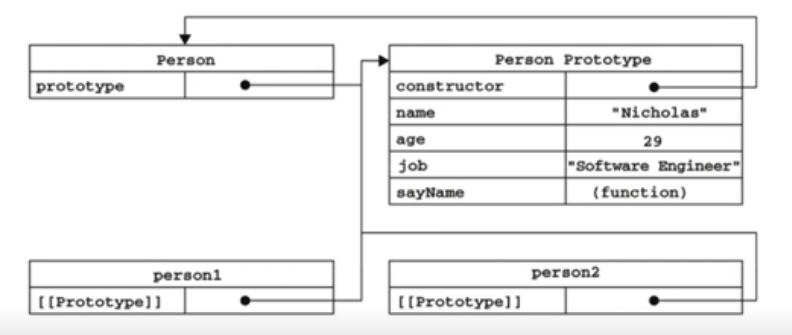 Person
prototype
Person Prototype
constructor
name "Nicholas"
age 29
job "Software Engineer"
sayName (function)
person1
[[Prototype]]
person2
[[Prototype]]